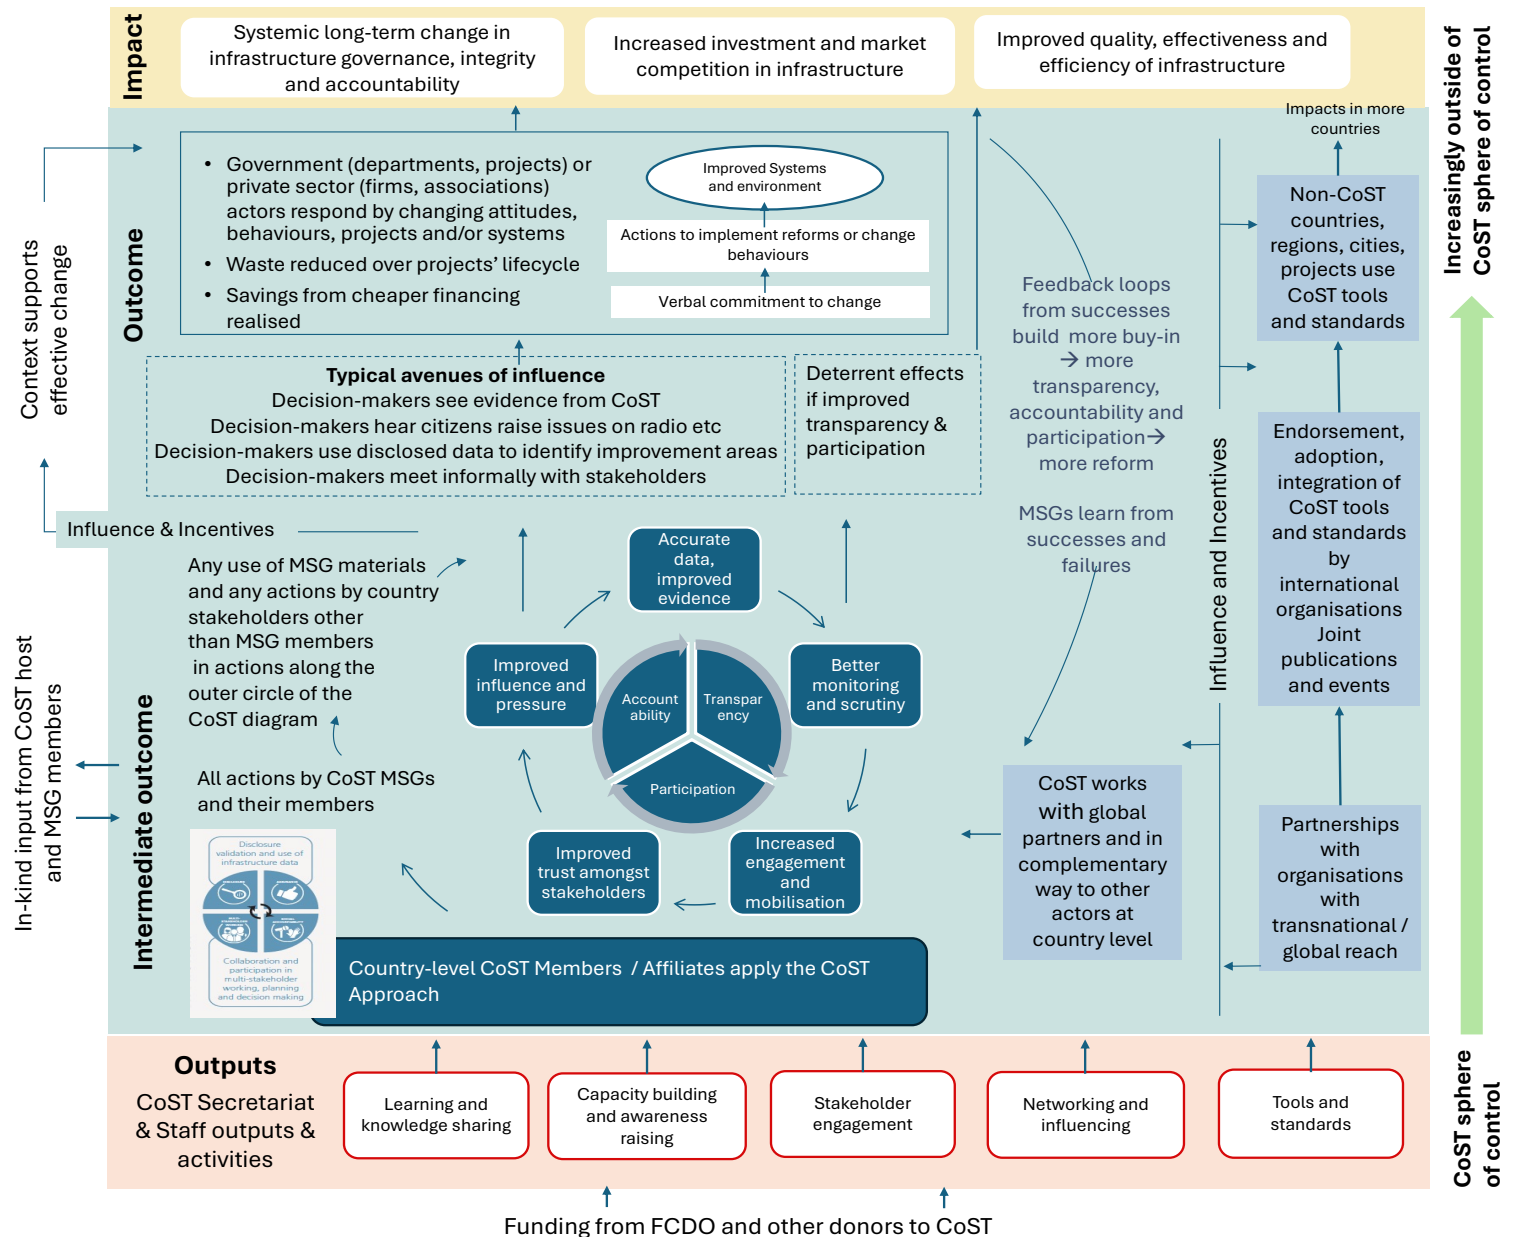 Impact
Systemic long-term change in
infrastructure governance, integrity
and accountability
Increased investment and market
competition in infrastructure
Improved quality, effectiveness and
efficiency of infrastructure
Increasingly outside of
CoST sphere of control
Outcome
• Government (departments, projects) or
private sector (firms, associations)
actors respond by changing attitudes,
behaviours, projects and/or systems
• Waste reduced over projects’ lifecycle
• Savings from cheaper financing
realised
Improved Systems
and environment
Actions to implement reforms or change
behaviours
Verbal commitment to change
Context supports
effective change
Typical avenues of influence
Decision-makers see evidence from CoST
Decision-makers hear citizens raise issues on radio etc
Decision-makers use disclosed data to identify improvement areas
Decision-makers meet informally with stakeholders
Deterrent effects
if improved
transparency &
participation
Feedback loops
from successes
build more buy-in
→ more
transparency,
accountability and
participation→
more reform
MSGs learn from
successes and
failures
Influence and Incentives
Impacts in more
countries
Non-CoST
countries,
regions, cities,
projects use
CoST tools
and standards
Endorsement,
adoption,
integration of
CoST tools
and standards
by
international
organisations
Joint
publications
and events
Partnerships
with
organisations
with
transnational /
global reach
Influence & Incentives
Intermediate outcome
In-kind input from CoST host
and MSG members
Any use of MSG materials
and any actions by country
stakeholders other
than MSG members
in actions along the
outer circle of the
CoST diagram
All actions by CoST MSGs
and their members
Accurate
data,
improved
evidence
Better
monitoring
and scrutiny
Increased
engagement
and
mobilisation
Improved
trust amongst
stakeholders
Improved
influence and
pressure
Account
ability
Transpar
ency
Participation
CoST works
with global
partners and in
complementary
way to other
actors at
country level
Disclosure
validation and use of
infrastructure data
Collaboration and
participation in
multi-stakeholder
working, planning
and decision making
Country-level CoST Members / Affiliates apply the CoST
Approach
Outputs
CoST Secretariat
& Staff outputs &
activities
Learning and
knowledge sharing
Capacity building
and awareness
raising
Stakeholder
engagement
Networking and
influencing
Tools and
standards
CoST sphere
of control
Funding from FCDO and other donors to CoST